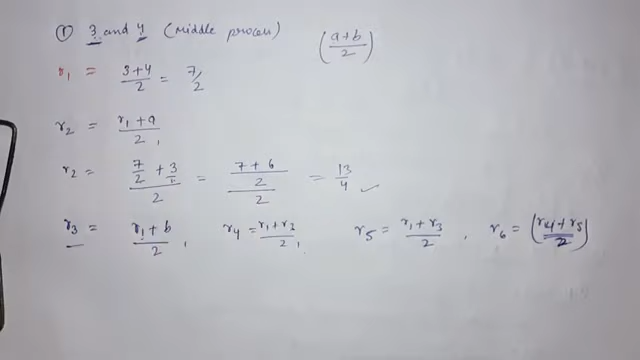 ① 3 and 4 (middle process) (a+b/2)
r₁ = 3+4/2 = 7/2
r₂ = r₁+a/2,
r₂ = (7/2 + 3/1)/2 = ((7+6)/2)/2 = 13/4 ✓
r₃ = r₁+b/2, r₄ = r₁+r₂/2, r₅ = r₁+r₃/2, r₆ = (r₄+r₅/2)